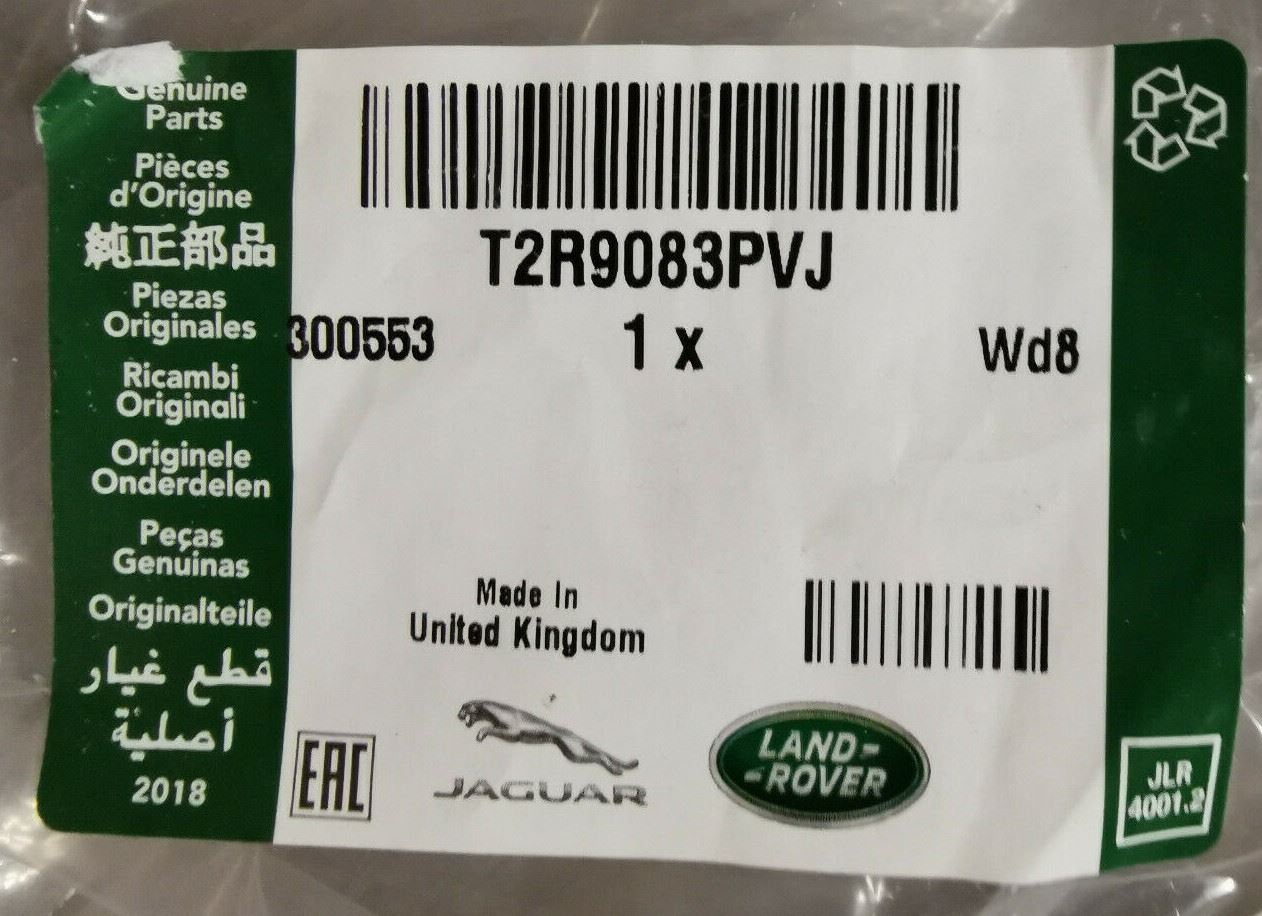 Genuine
Parts
Pièces
d'Origine
純正部品
Piezas
Originales
Ricambi
Originali
Originele
Onderdelen
Peças
Genuínas
Originalteile
قطع غيار
أصلية
2018
T2R9083PVJ
300553
1 x
Wd8
Made In
United Kingdom
EAC
JAGUAR
LAND-
-ROVER
JLR
4001.2